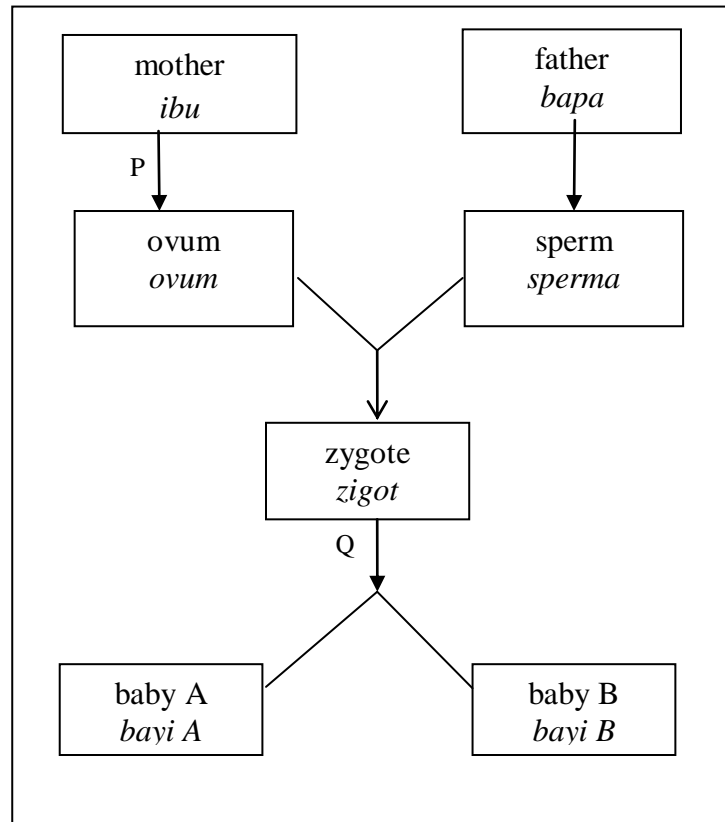 mother
ibu
father
bapa
P
ovum
ovum
sperm
sperma
zygote
zigot
Q
baby A
bayi A
baby B
bayi B